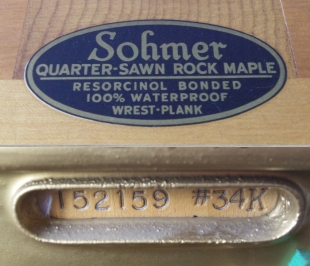 Sohmer
QUARTER-SAWN ROCK MAPLE
RESORCINOL BONDED
100% WATERPROOF
WREST-PLANK
152159 #34K